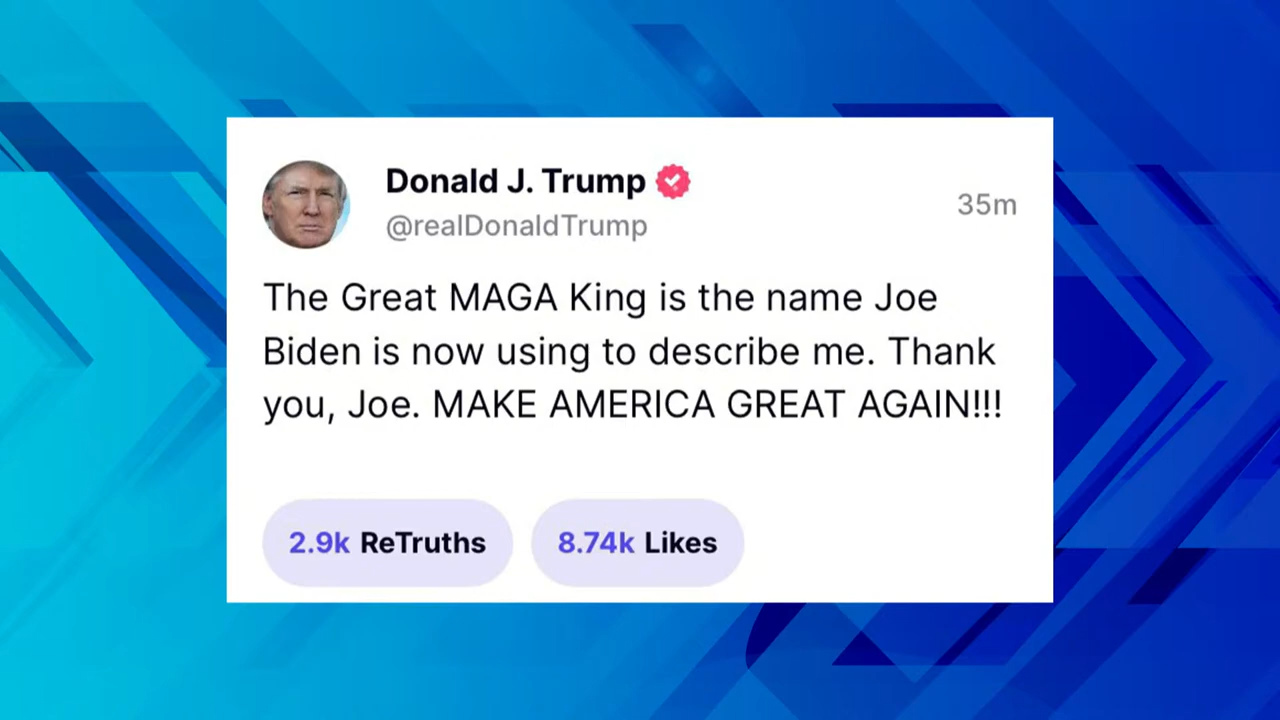 Donald J. Trump
@realDonaldTrump
35m
The Great MAGA King is the name Joe
Biden is now using to describe me. Thank
you, Joe. MAKE AMERICA GREAT AGAIN!!!
2.9k ReTruths 8.74k Likes